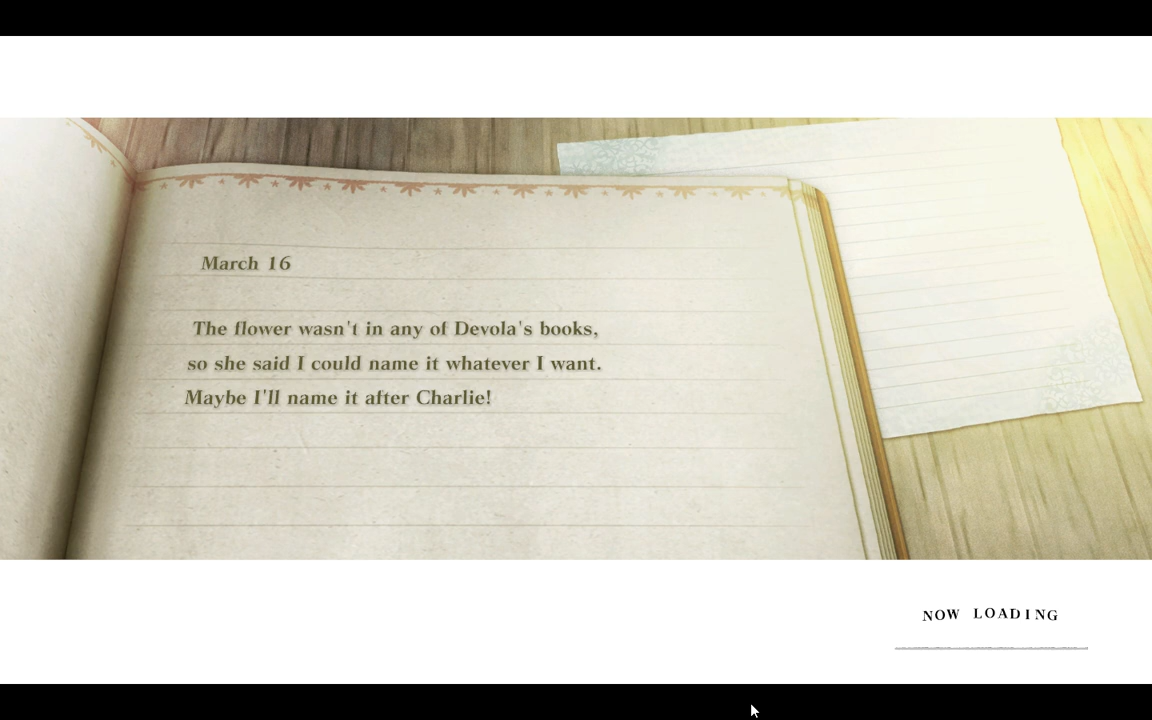 March 16
The flower wasn't in any of Devola's books,
so she said I could name it whatever I want.
Maybe I'll name it after Charlie!
NOW LOADING